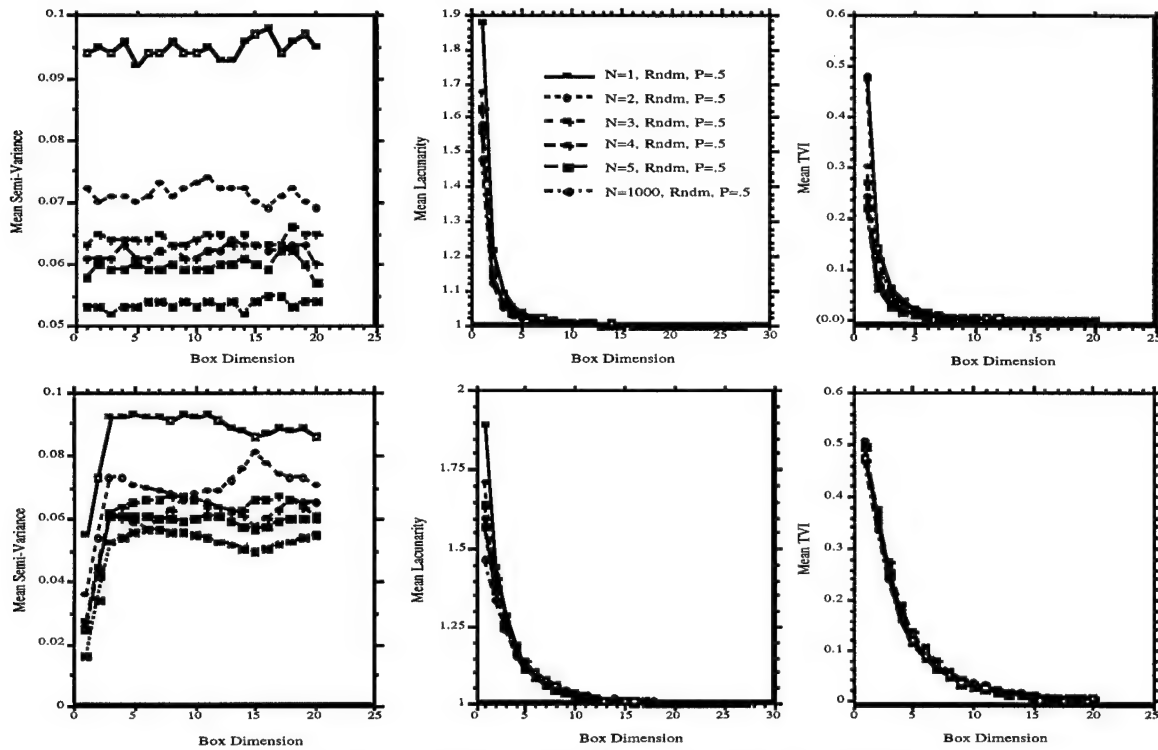 0.1
0.09
0.08
0.07
0.06
0.05
Mean Semi-Variance
0 5 10 15 20 25
Box Dimension
1.9
1.8
1.7
1.6
1.5
1.4
1.3
1.2
1.1
1
Mean Lacunarity
N=1, Rndm, P=.5
N=2, Rndm, P=.5
N=3, Rndm, P=.5
N=4, Rndm, P=.5
N=5, Rndm, P=.5
N=1000, Rndm, P=.5
0 5 10 15 20 25 30
Box Dimension
0.6
0.5
0.4
0.3
0.2
0.1
(0.0)
Mean TVI
0 5 10 15 20 25
Box Dimension
0.1
0.08
0.06
0.04
0.02
0
Mean Semi-Variance
0 5 10 15 20 25
Box Dimension
2
1.75
1.5
1.25
1
Mean Lacunarity
0 5 10 15 20 25 30
Box Dimension
0.6
0.5
0.4
0.3
0.2
0.1
0
Mean TVI
0 5 10 15 20 25
Box Dimension